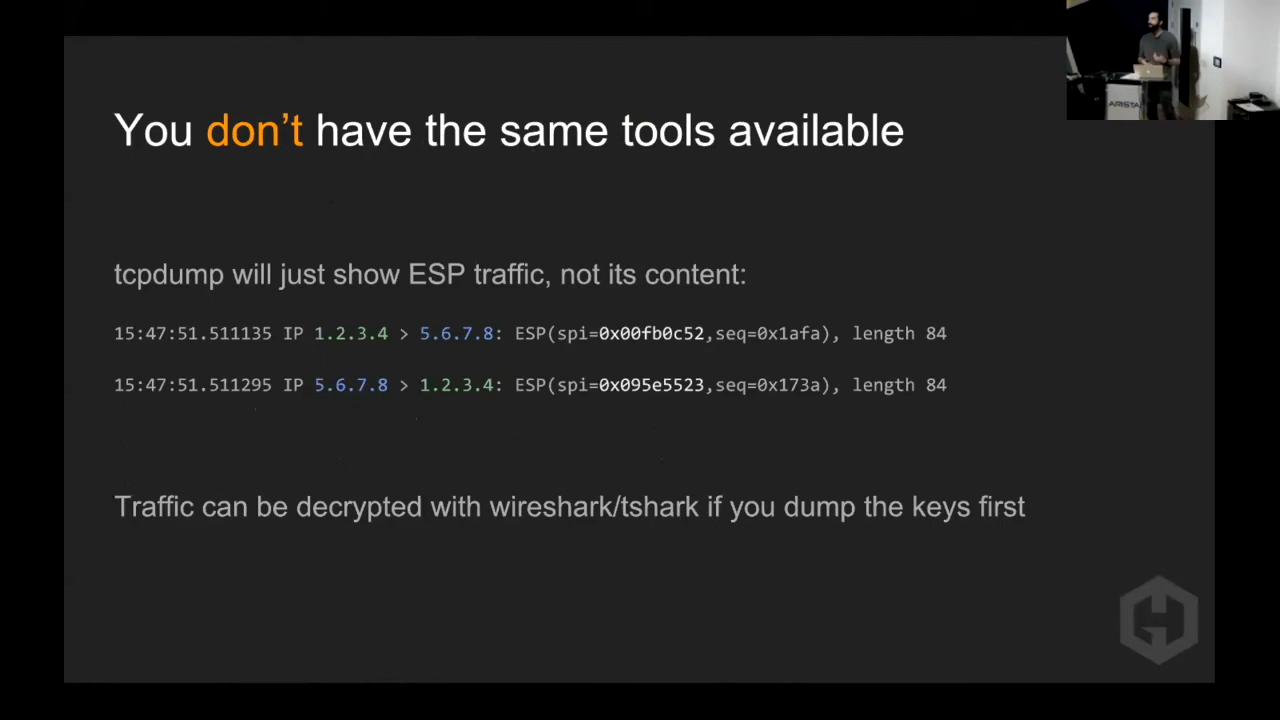 You don't have the same tools available
ARISTA
tcpdump will just show ESP traffic, not its content:
15:47:51.511135 IP 1.2.3.4 > 5.6.7.8: ESP(spi=0x00fb0c52,seq=0x1afa), length 84
15:47:51.511295 IP 5.6.7.8 > 1.2.3.4: ESP(spi=0x095e5523,seq=0x173a), length 84
Traffic can be decrypted with wireshark/tshark if you dump the keys first